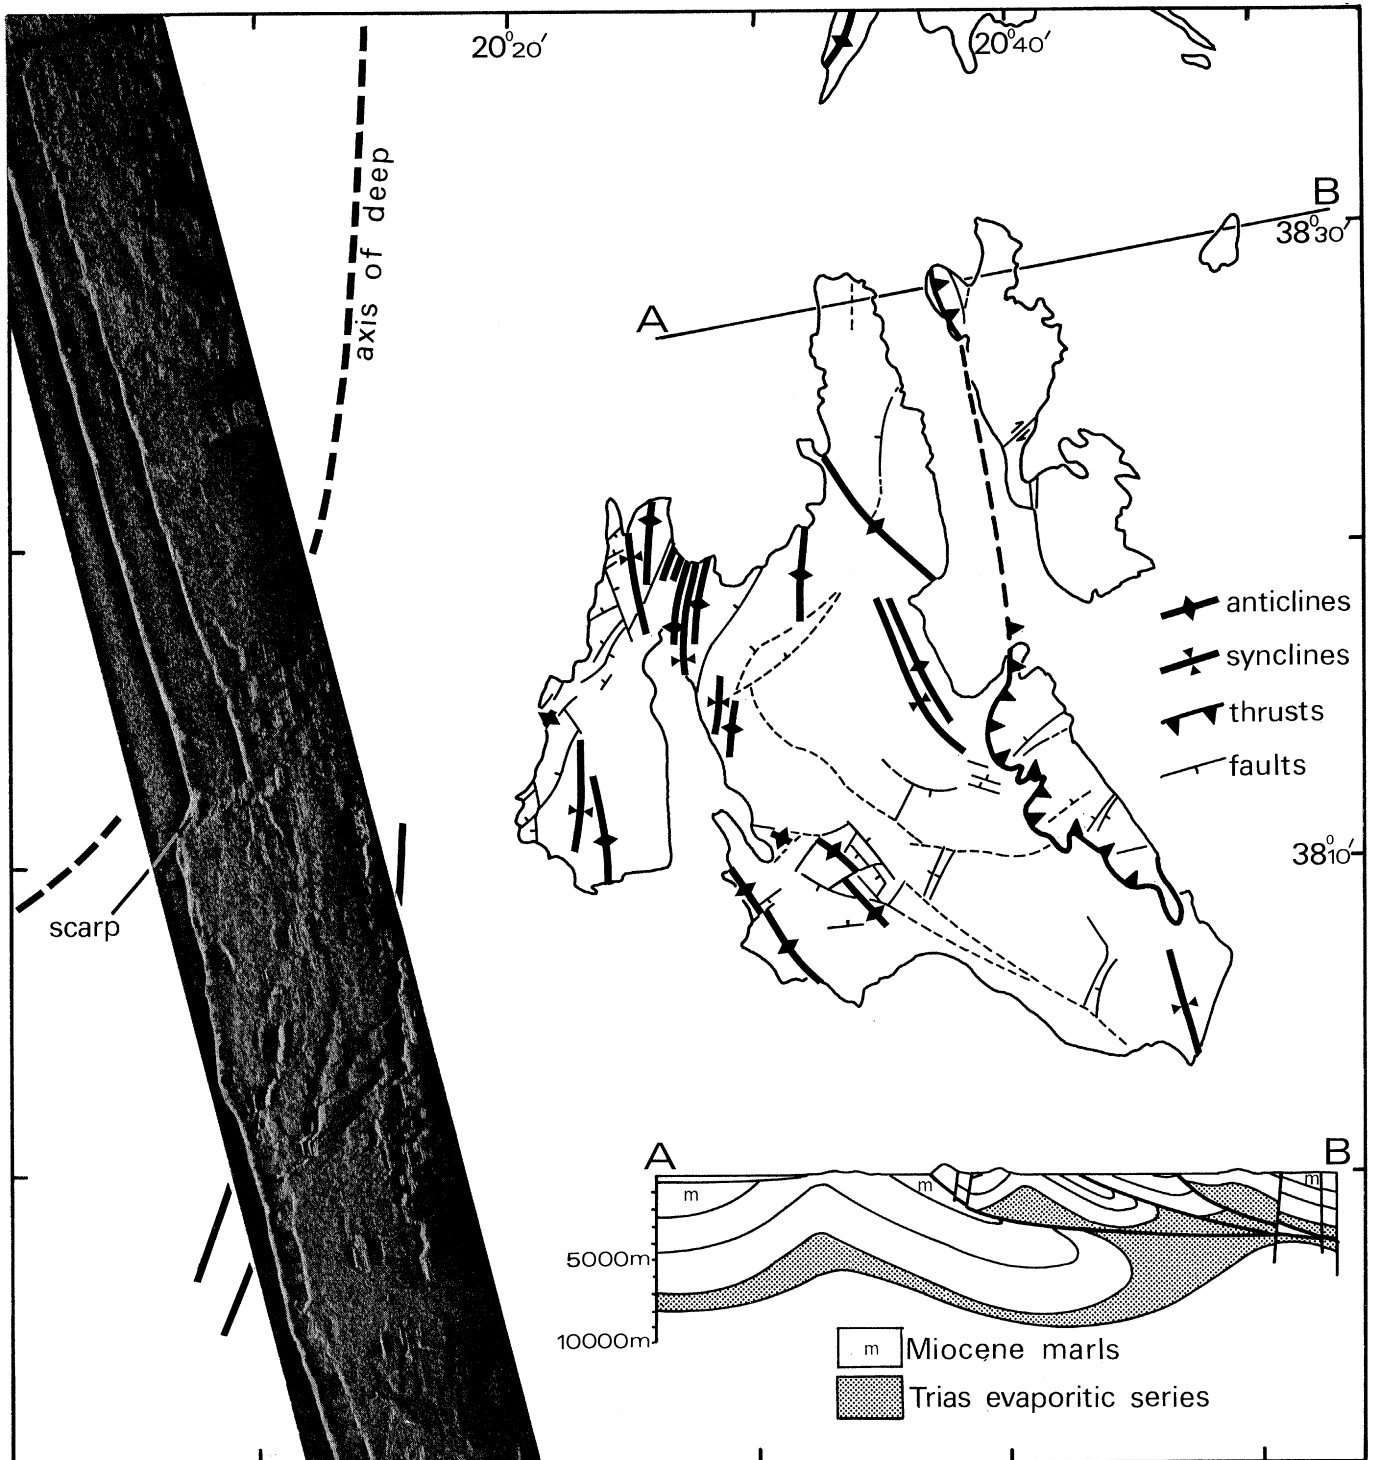 20°20′
20°40′
axis of deep
B
38°30′
A
anticlines
synclines
thrusts
faults
38°10′
scarp
A
B
m
m
m
5000m
10000m
m Miocene marls
Trias evaporitic series